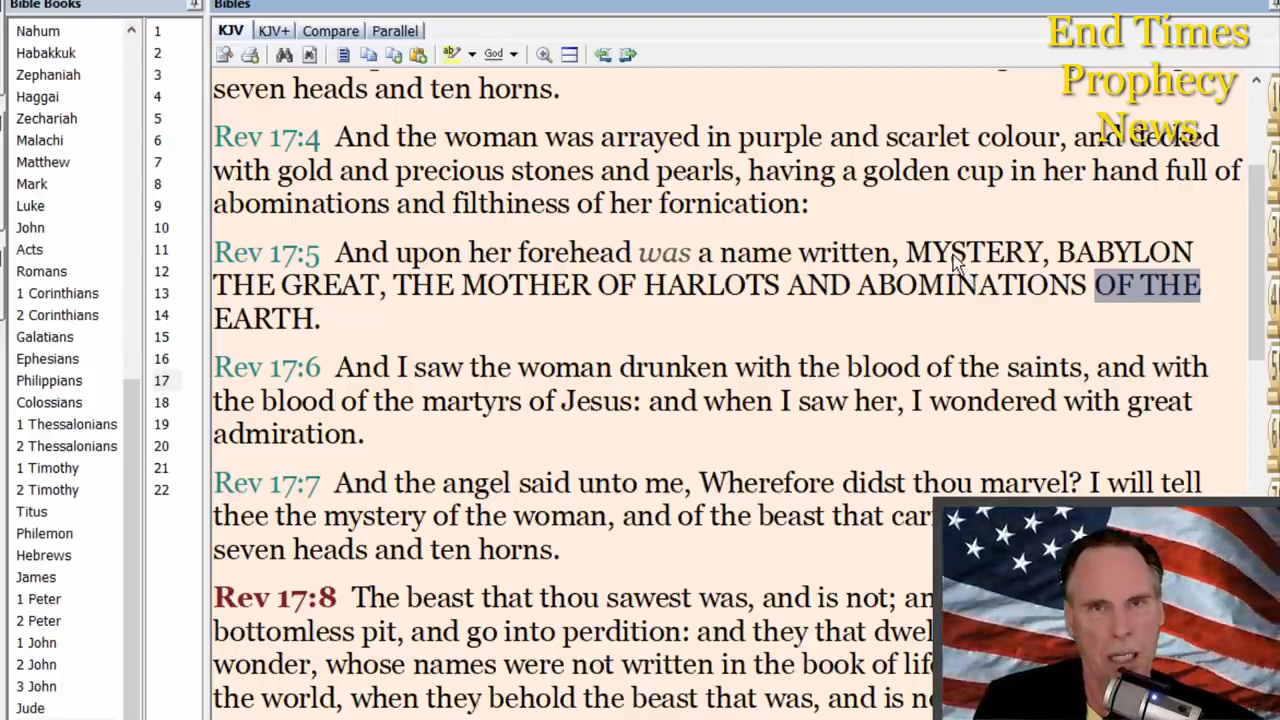 Bible Books
Bibles
KJV
KJV+
Compare
Parallel
God
End Times
Prophecy
News
Nahum
Habakkuk
Zephaniah
Haggai
Zechariah
Malachi
Matthew
Mark
Luke
John
Acts
Romans
1 Corinthians
2 Corinthians
Galatians
Ephesians
Philippians
Colossians
1 Thessalonians
2 Thessalonians
1 Timothy
2 Timothy
Titus
Philemon
Hebrews
James
1 Peter
2 Peter
1 John
2 John
3 John
Jude
1
2
3
4
5
6
7
8
9
10
11
12
13
14
15
16
17
18
19
20
21
22
seven heads and ten horns.
Rev 17:4 And the woman was arrayed in purple and scarlet colour, and decked
with gold and precious stones and pearls, having a golden cup in her hand full of
abominations and filthiness of her fornication:
Rev 17:5 And upon her forehead was a name written, MYSTERY, BABYLON
THE GREAT, THE MOTHER OF HARLOTS AND ABOMINATIONS OF THE
EARTH.
Rev 17:6 And I saw the woman drunken with the blood of the saints, and with
the blood of the martyrs of Jesus: and when I saw her, I wondered with great
admiration.
Rev 17:7 And the angel said unto me, Wherefore didst thou marvel? I will tell
thee the mystery of the woman, and of the beast that
seven heads and ten horns.
Rev 17:8 The beast that thou sawest was, and is not;
bottomless pit, and go into perdition: and they that
wonder, whose names were not written in the book of
the world, when they behold the beast that was, and is